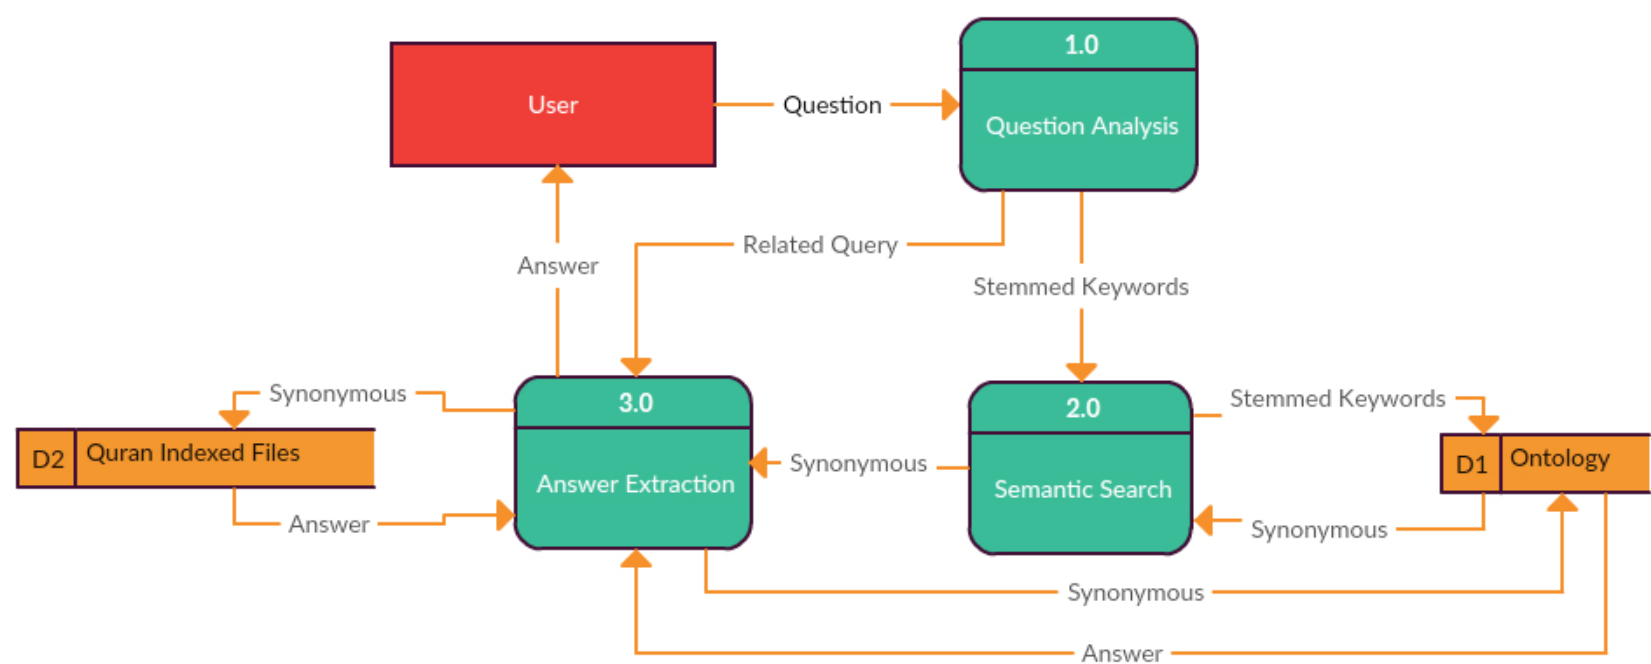 1.0
User
Question
Question Analysis
Related Query
Answer
Stemmed Keywords
Synonymous
3.0
2.0
Stemmed Keywords
D2
Quran Indexed Files
Answer Extraction
Synonymous
Semantic Search
D1
Ontology
Answer
Synonymous
Synonymous
Answer